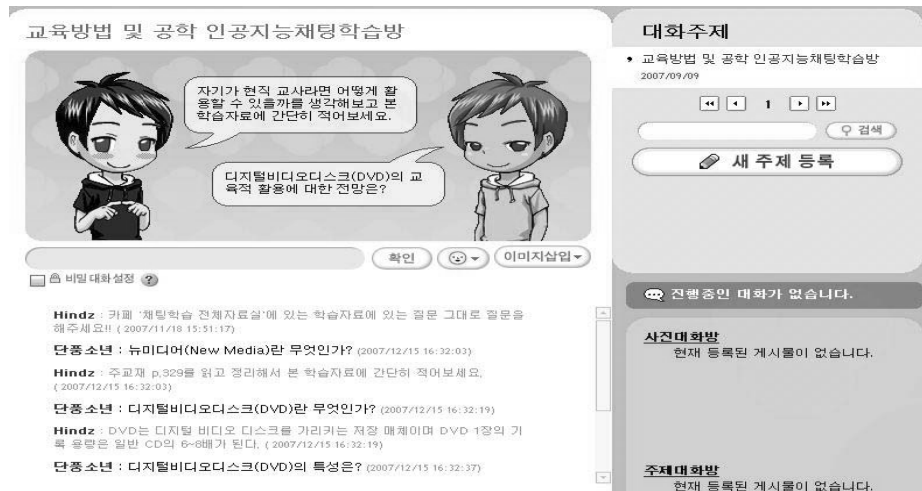 교육방법 및 공학 인공지능채팅학습방
자기가 현직 교사라면 어떻게 활
용할 수 있을까를 생각해보고 본
학습자료에 간단히 적어보세요.
디지털비디오디스크(DVD)의 교
육적 활용에 대한 전망은?
확인
이미지삽입
비밀 대화 설정 ?
Hindz : 카페 '채팅학습 전체자료실'에 있는 학습자료에 있는 질문 그대로 질문을
해주세요!! ( 2007/11/18 15:51:17)
단풍소년 : 뉴미디어(New Media)란 무엇인가? (2007/12/15 16:32:03)
Hindz : 주교재 p.329를 읽고 정리해서 본 학습자료에 간단히 적어보세요.
( 2007/12/15 16:32:03)
단풍소년 : 디지털비디오디스크(DVD)란 무엇인가? (2007/12/15 16:32:19)
Hindz : DVD는 디지털 비디오 디스크를 가리키는 저장 매체이며 DVD 1장의 기
록 용량은 일반 CD의 6~8배가 된다. ( 2007/12/15 16:32:19)
단풍소년 : 디지털비디오디스크(DVD)의 특성은? (2007/12/15 16:32:37)
대화주제
• 교육방법 및 공학 인공지능채팅학습방
2007/09/09
1
검색
새 주제 등록
진행중인 대화가 없습니다.
사진대화방
현재 등록된 게시물이 없습니다.
주제대화방
현재 등록된 게시물이 없습니다.